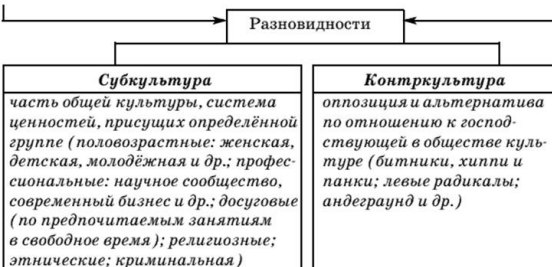 Разновидности
Субкультура
часть общей культуры, система
ценностей, присущих определённой
группе (половозрастные: женская,
детская, молодёжная и др.; профес-
сиональные: научное сообщество,
современный бизнес и др.; досуговые
(по предпочитаемым занятиям
в свободное время); религиозные;
этнические; криминальная)
Контркультура
оппозиция и альтернатива
по отношению к господ-
ствующей в обществе куль-
туре (битники, хиппи и
панки; левые радикалы;
андеграунд и др.)